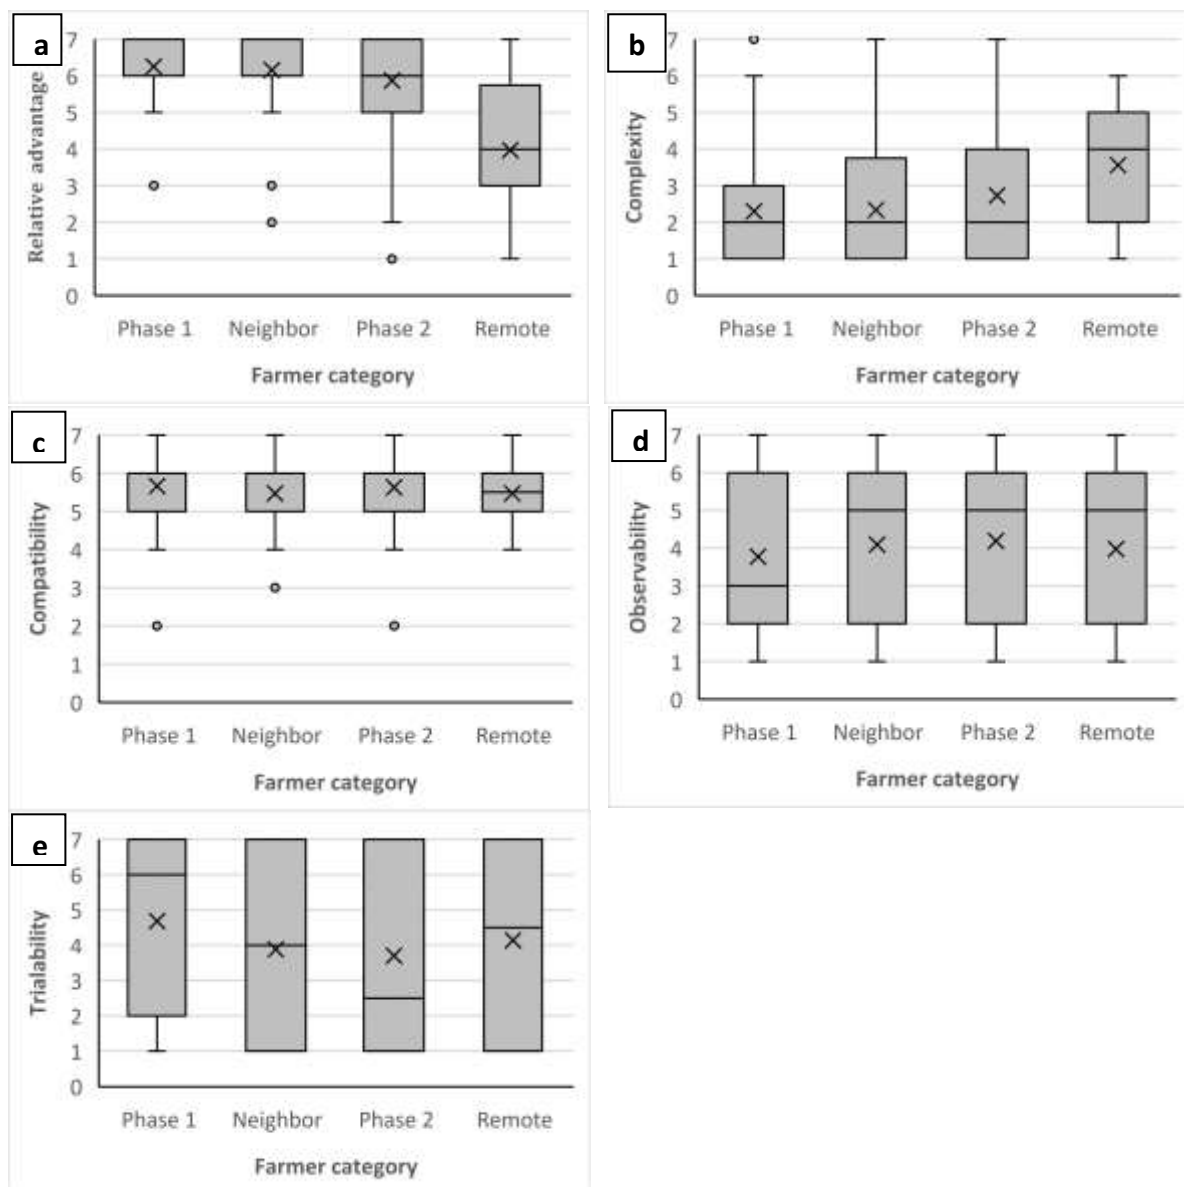 a
Relative advantage
7
6
5
4
3
2
1
0
Phase 1 Neighbor Phase 2 Remote
Farmer category
b
Complexity
7
6
5
4
3
2
1
0
Phase 1 Neighbor Phase 2 Remote
Farmer category
c
Compatibility
7
6
5
4
3
2
1
0
Phase 1 Neighbor Phase 2 Remote
Farmer category
d
Observability
7
6
5
4
3
2
1
0
Phase 1 Neighbor Phase 2 Remote
Farmer category
e
Trialability
7
6
5
4
3
2
1
0
Phase 1 Neighbor Phase 2 Remote
Farmer category